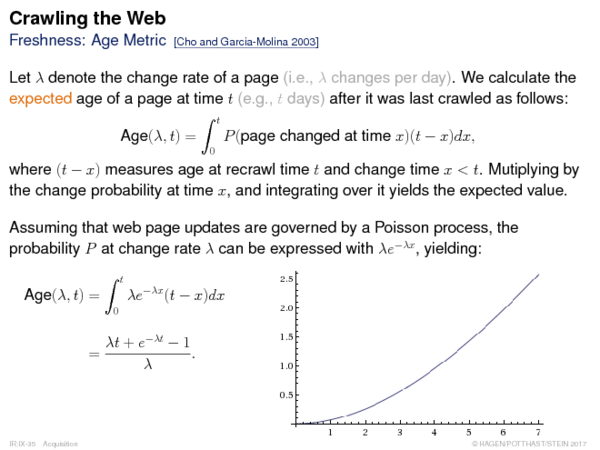 Crawling the Web
Freshness: Age Metric [Cho and Garcia-Molina 2003]
Let λ denote the change rate of a page (i.e., λ changes per day). We calculate the
expected age of a page at time t (e.g., t days) after it was last crawled as follows:
Age(λ, t) = ∫₀ᵗ P(page changed at time x)(t − x)dx,
where (t − x) measures age at recrawl time t and change time x < t. Mutiplying by
the change probability at time x, and integrating over it yields the expected value.
Assuming that web page updates are governed by a Poisson process, the
probability P at change rate λ can be expressed with λe^{−λx}, yielding:
Age(λ, t) = ∫₀ᵗ λe^{−λx}(t − x)dx
= (λt + e^{−λt} − 1) / λ.
2.5
2.0
1.5
1.0
0.5
1 2 3 4 5 6 7
IR:IX-35 Acquisition
© HAGEN/POTTHAST/STEIN 2017